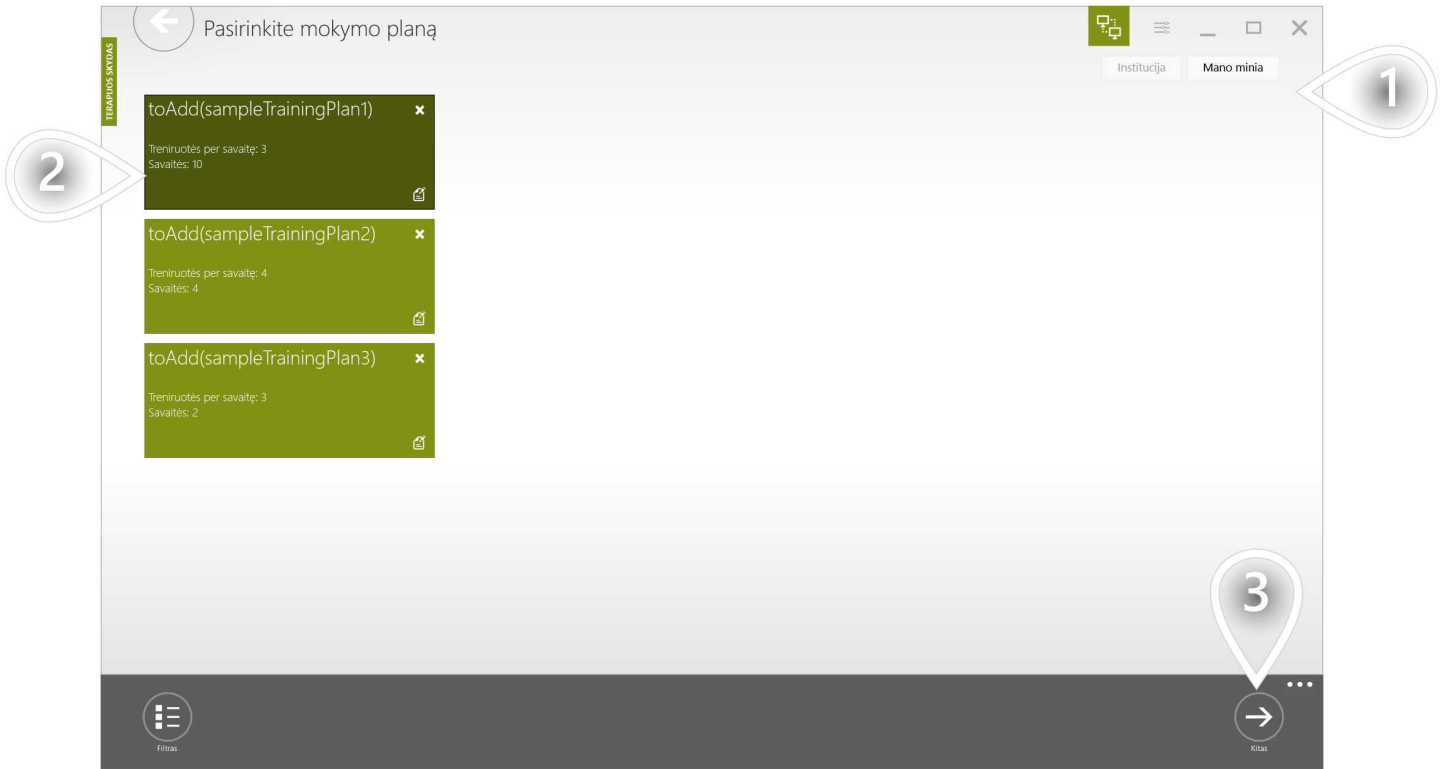 Pasirinkite mokymo planą
TERAPIJOS SKYDAS
Institucija
Mano minia
1
toAdd(sampleTrainingPlan1)
Treniruotės per savaitę: 3
Savaitės: 10
2
toAdd(sampleTrainingPlan2)
Treniruotės per savaitę: 4
Savaitės: 4
toAdd(sampleTrainingPlan3)
Treniruotės per savaitę: 3
Savaitės: 2
3
Filtras
Kitas